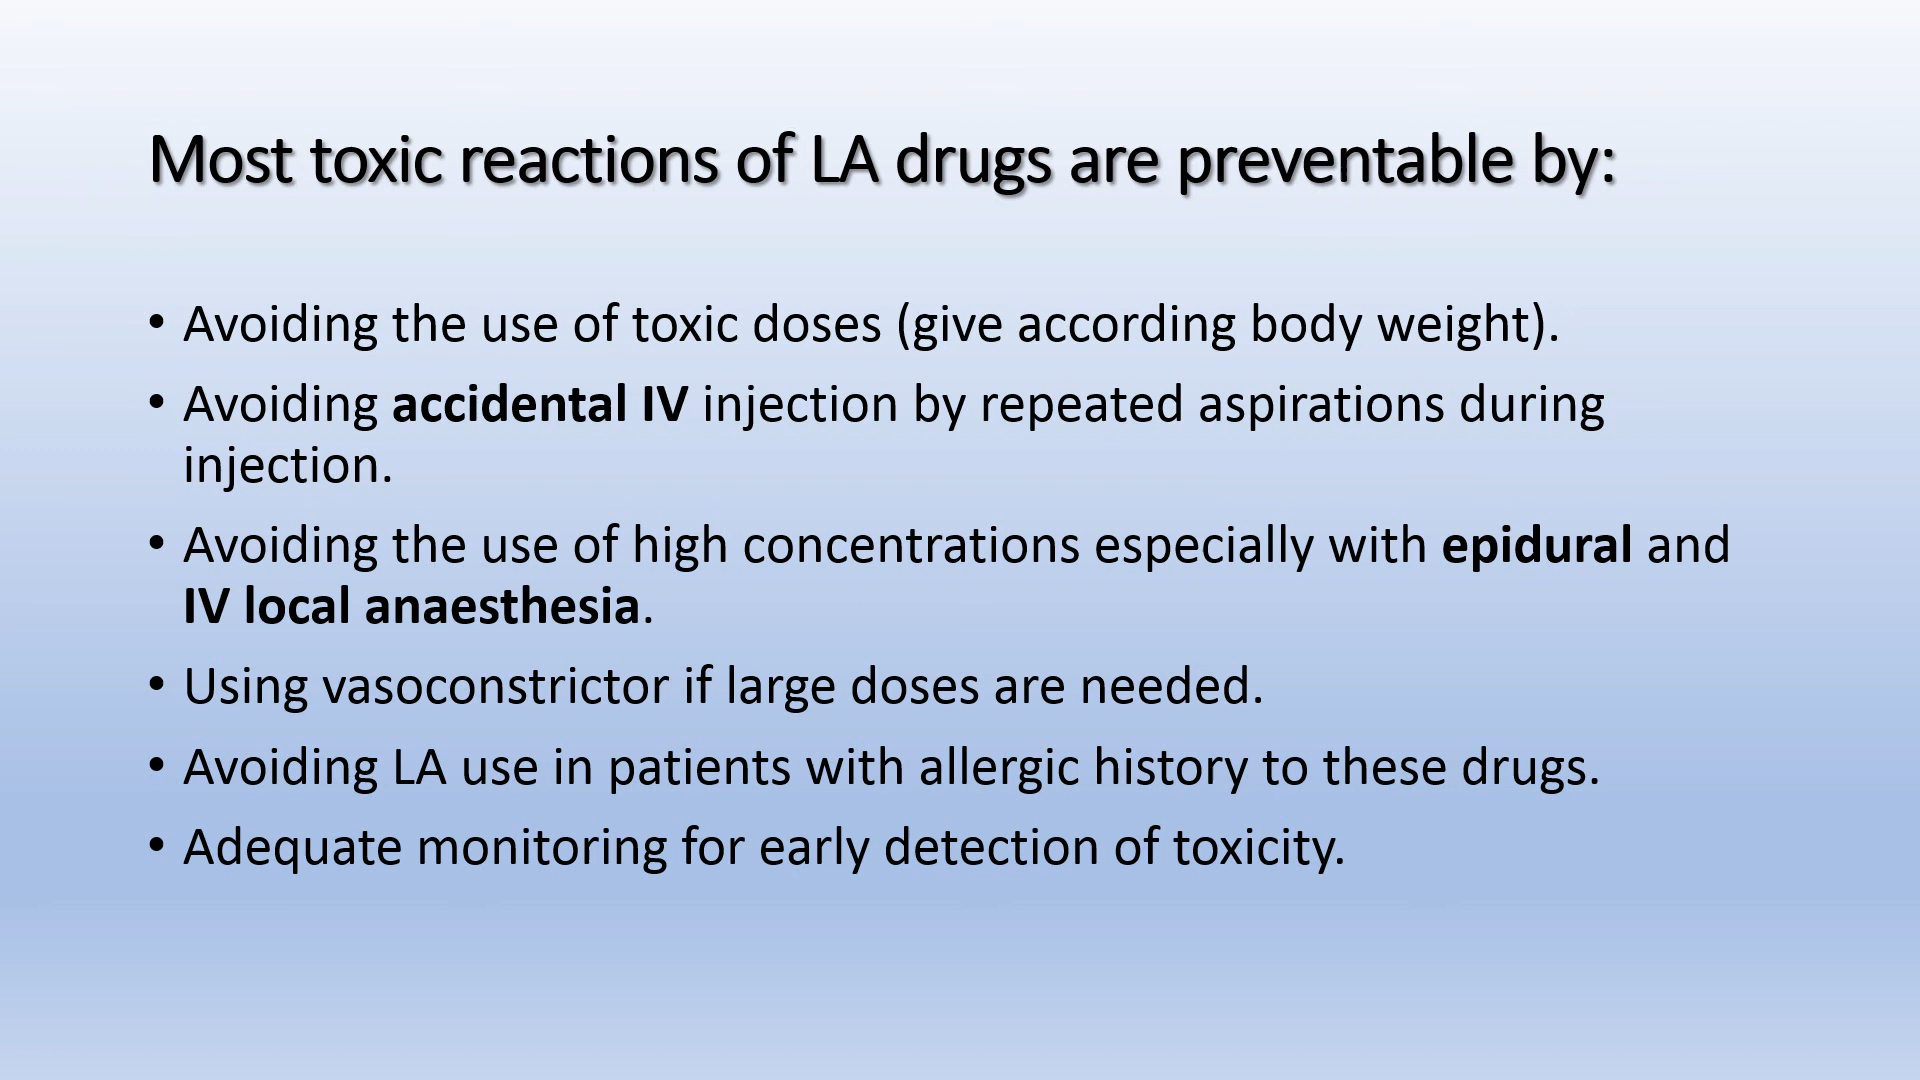 Most toxic reactions of LA drugs are preventable by:
• Avoiding the use of toxic doses (give according body weight).
• Avoiding accidental IV injection by repeated aspirations during
injection.
• Avoiding the use of high concentrations especially with epidural and
IV local anaesthesia.
• Using vasoconstrictor if large doses are needed.
• Avoiding LA use in patients with allergic history to these drugs.
• Adequate monitoring for early detection of toxicity.